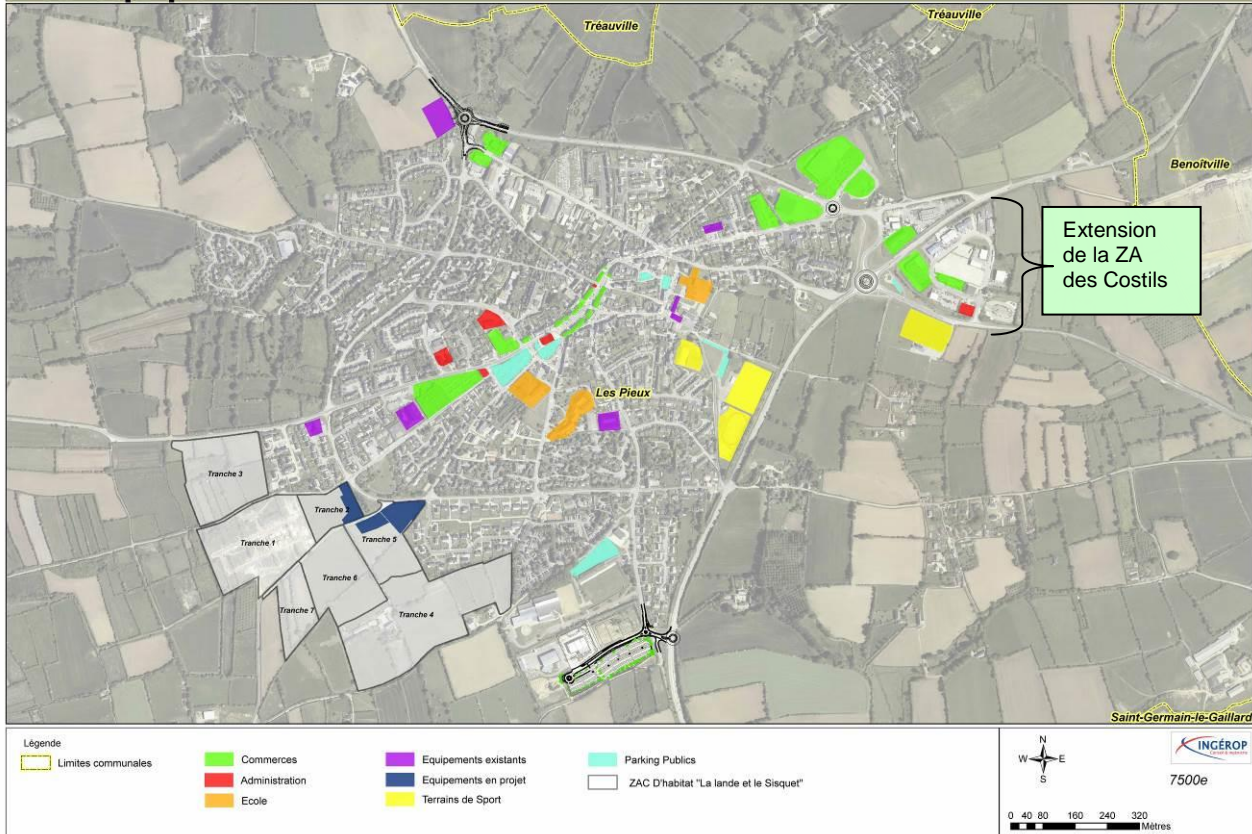 Tréauville
Tréauville
Benoîtville
Extension
de la ZA
des Costils
Les Pieux
Tranche 3
Tranche 2
Tranche 1
Tranche 5
Tranche 6
Tranche 7
Tranche 4
Saint-Germain-le-Gaillard
Légende
Limites communales
Commerces
Administration
Ecole
Equipements existants
Equipements en projet
Terrains de Sport
Parking Publics
ZAC D'habitat "La lande et le Sisquet"
N
W E
S
INGÉROP
Conseil & ingénierie
7500e
0 40 80 160 240 320
Mètres